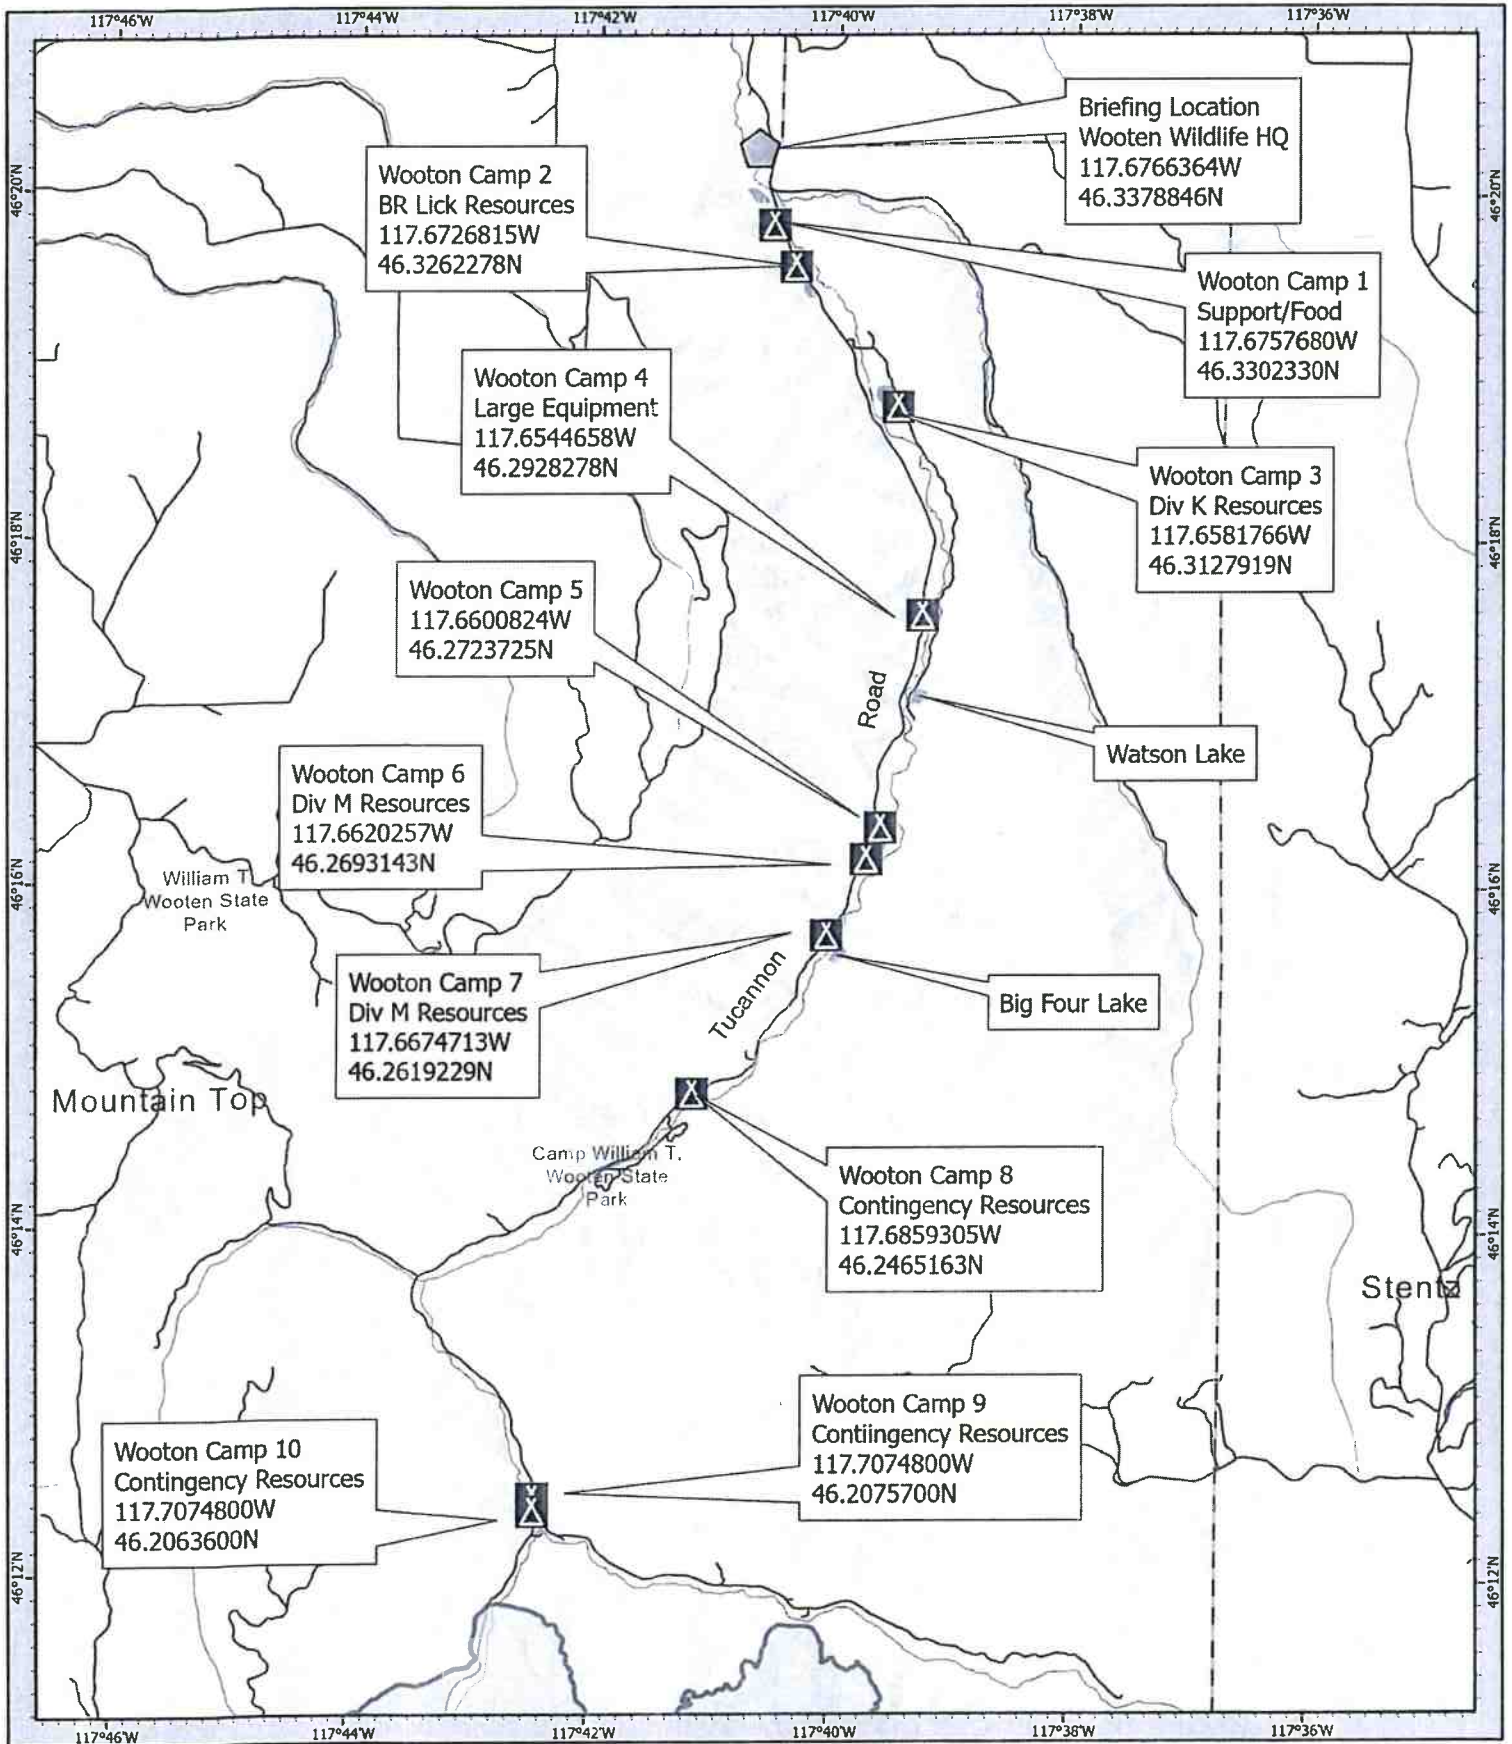 117°46'W
117°44'W
117°42'W
117°40'W
117°38'W
117°36'W
46°20'N
46°20'N
Briefing Location
Wooten Wildlife HQ
117.6766364W
46.3378846N
Wooton Camp 2
BR Lick Resources
117.6726815W
46.3262278N
Wooton Camp 1
Support/Food
117.6757680W
46.3302330N
Wooton Camp 4
Large Equipment
117.6544658W
46.2928278N
Wooton Camp 3
Div K Resources
117.6581766W
46.3127919N
46°18'N
46°18'N
Wooton Camp 5
117.6600824W
46.2723725N
Road
Watson Lake
Wooton Camp 6
Div M Resources
117.6620257W
46.2693143N
46°16'N
46°16'N
William T.
Wooten State
Park
Wooton Camp 7
Div M Resources
117.6674713W
46.2619229N
Tucannon
Big Four Lake
Mountain Top
Camp William T.
Wooten State
Park
Wooton Camp 8
Contingency Resources
117.6859305W
46.2465163N
46°14'N
46°14'N
Stentz
Wooton Camp 9
Contiingency Resources
117.7074800W
46.2075700N
Wooton Camp 10
Contingency Resources
117.7074800W
46.2063600N
46°12'N
46°12'N
117°46'W
117°44'W
117°42'W
117°40'W
117°38'W
117°36'W